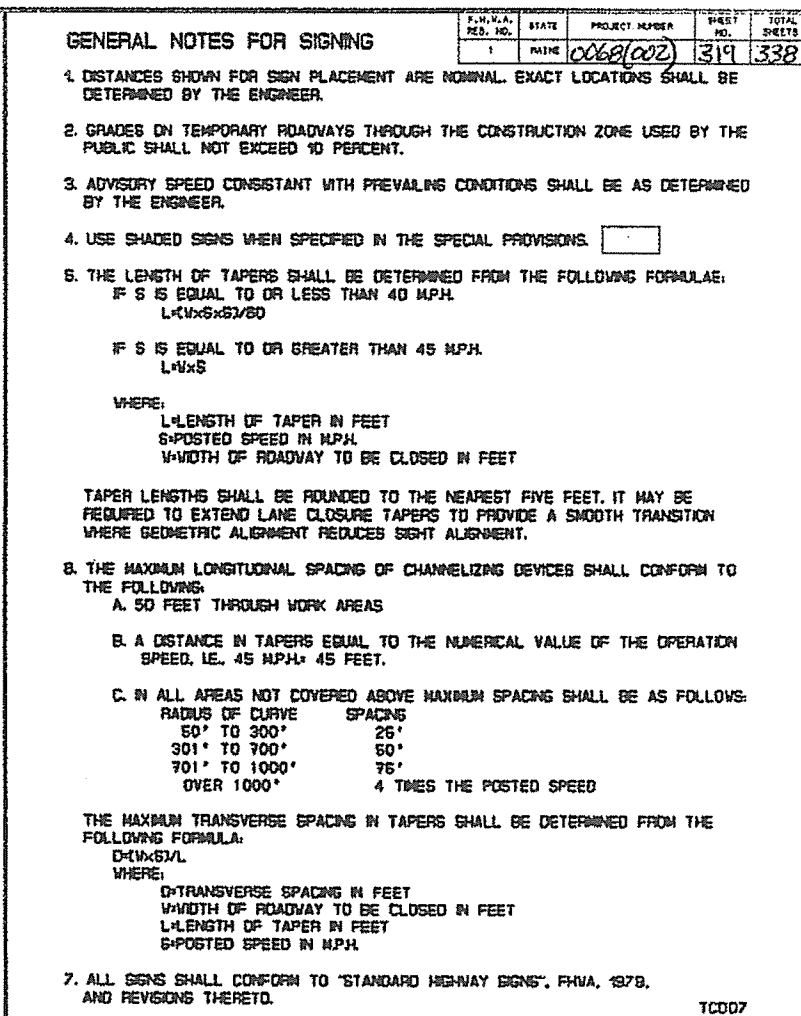 GENERAL NOTES FOR SIGNING
F.H.W.A. REG. NO. STATE PROJECT NUMBER SHEET NO. TOTAL SHEETS
1 MAINE 0068(002) 319 338
1. DISTANCES SHOWN FOR SIGN PLACEMENT ARE NOMINAL. EXACT LOCATIONS SHALL BE
DETERMINED BY THE ENGINEER.
2. GRADES ON TEMPORARY ROADWAYS THROUGH THE CONSTRUCTION ZONE USED BY THE
PUBLIC SHALL NOT EXCEED 10 PERCENT.
3. ADVISORY SPEED CONSISTANT WITH PREVAILING CONDITIONS SHALL BE AS DETERMINED
BY THE ENGINEER.
4. USE SHADED SIGNS WHEN SPECIFIED IN THE SPECIAL PROVISIONS.
5. THE LENGTH OF TAPERS SHALL BE DETERMINED FROM THE FOLLOWING FORMULAE:
IF S IS EQUAL TO OR LESS THAN 40 M.P.H.
L=(WxSxS)/60
IF S IS EQUAL TO OR GREATER THAN 45 M.P.H.
L=WxS
WHERE:
L=LENGTH OF TAPER IN FEET
S=POSTED SPEED IN M.P.H.
W=WIDTH OF ROADWAY TO BE CLOSED IN FEET
TAPER LENGTHS SHALL BE ROUNDED TO THE NEAREST FIVE FEET. IT MAY BE
REQUIRED TO EXTEND LANE CLOSURE TAPERS TO PROVIDE A SMOOTH TRANSITION
WHERE GEOMETRIC ALIGNMENT REDUCES SIGHT ALIGNMENT.
6. THE MAXIMUM LONGITUDINAL SPACING OF CHANNELIZING DEVICES SHALL CONFORM TO
THE FOLLOWING:
A. 50 FEET THROUGH WORK AREAS
B. A DISTANCE IN TAPERS EQUAL TO THE NUMERICAL VALUE OF THE OPERATION
SPEED, I.E., 45 M.P.H.= 45 FEET.
C. IN ALL AREAS NOT COVERED ABOVE MAXIMUM SPACING SHALL BE AS FOLLOWS:
RADIUS OF CURVE SPACING
50' TO 300' 25'
301' TO 700' 50'
701' TO 1000' 75'
OVER 1000' 4 TIMES THE POSTED SPEED
THE MAXIMUM TRANSVERSE SPACING IN TAPERS SHALL BE DETERMINED FROM THE
FOLLOWING FORMULA:
D=(WxS)/L
WHERE:
D=TRANSVERSE SPACING IN FEET
W=WIDTH OF ROADWAY TO BE CLOSED IN FEET
L=LENGTH OF TAPER IN FEET
S=POSTED SPEED IN M.P.H.
7. ALL SIGNS SHALL CONFORM TO "STANDARD HIGHWAY SIGNS", FHWA, 1979,
AND REVISIONS THERETO.
TC007